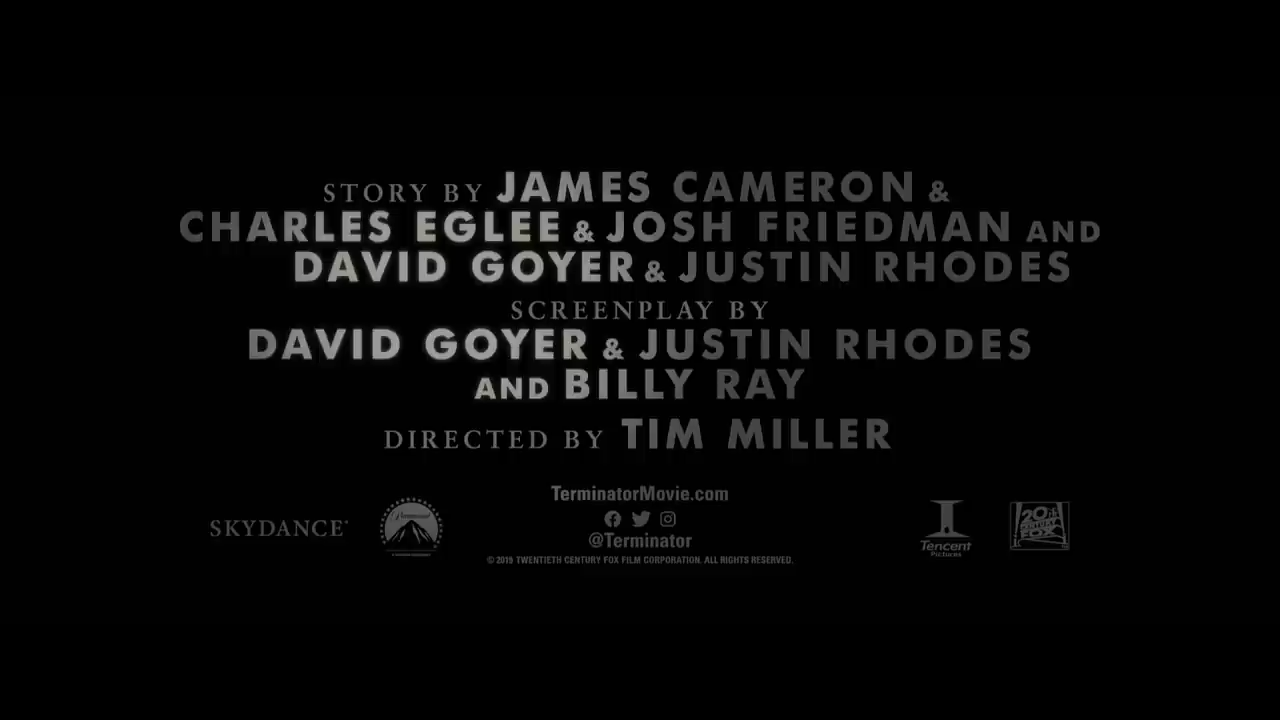 STORY BY JAMES CAMERON &
CHARLES EGLEE & JOSH FRIEDMAN AND
DAVID GOYER & JUSTIN RHODES
SCREENPLAY BY
DAVID GOYER & JUSTIN RHODES
AND BILLY RAY
DIRECTED BY TIM MILLER
TerminatorMovie.com
@Terminator
© 2019 TWENTIETH CENTURY FOX FILM CORPORATION. ALL RIGHTS RESERVED.
SKYDANCE
Paramount
Tencent
Pictures
20th
CENTURY
FOX